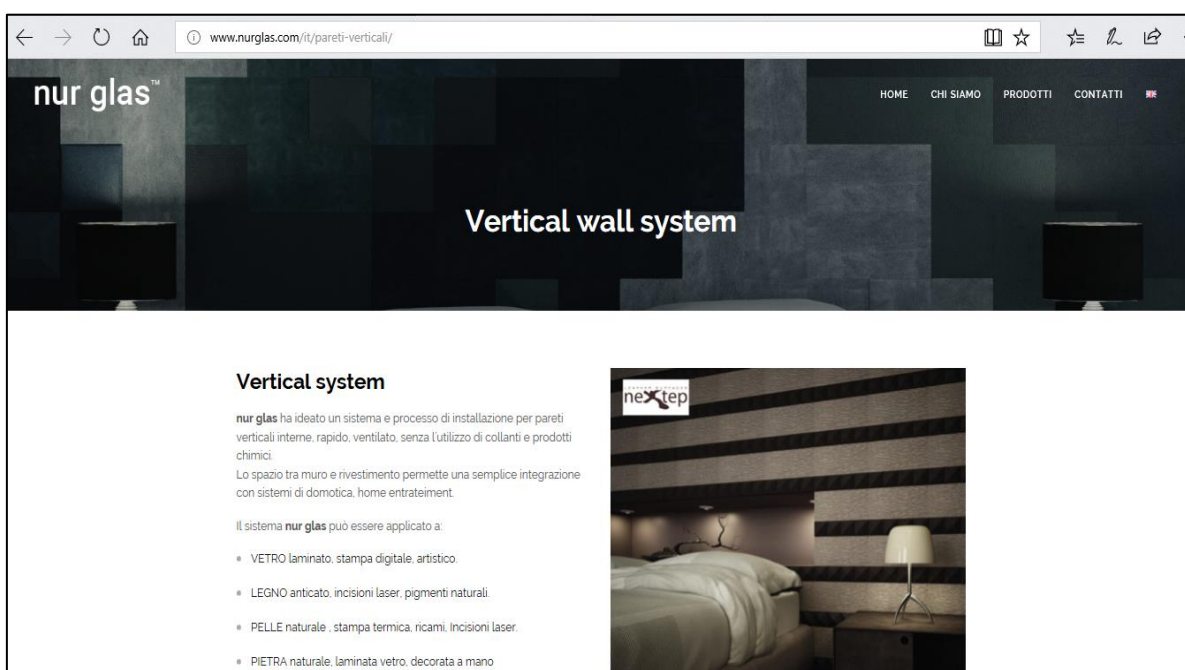 www.nurglas.com/it/pareti-verticali/
nur glas™
HOME CHI SIAMO PRODOTTI CONTATTI
Vertical wall system
Vertical system
nur glas ha ideato un sistema e processo di installazione per pareti
verticali interne, rapido, ventilato, senza l'utilizzo di collanti e prodotti
chimici.
Lo spazio tra muro e rivestimento permette una semplice integrazione
con sistemi di domotica, home entrateiment.
Il sistema nur glas può essere applicato a:
VETRO laminato, stampa digitale, artistico.
LEGNO anticato, incisioni laser, pigmenti naturali.
PELLE naturale , stampa termica, ricami, Incisioni laser.
PIETRA naturale, laminata vetro, decorata a mano
neXtep